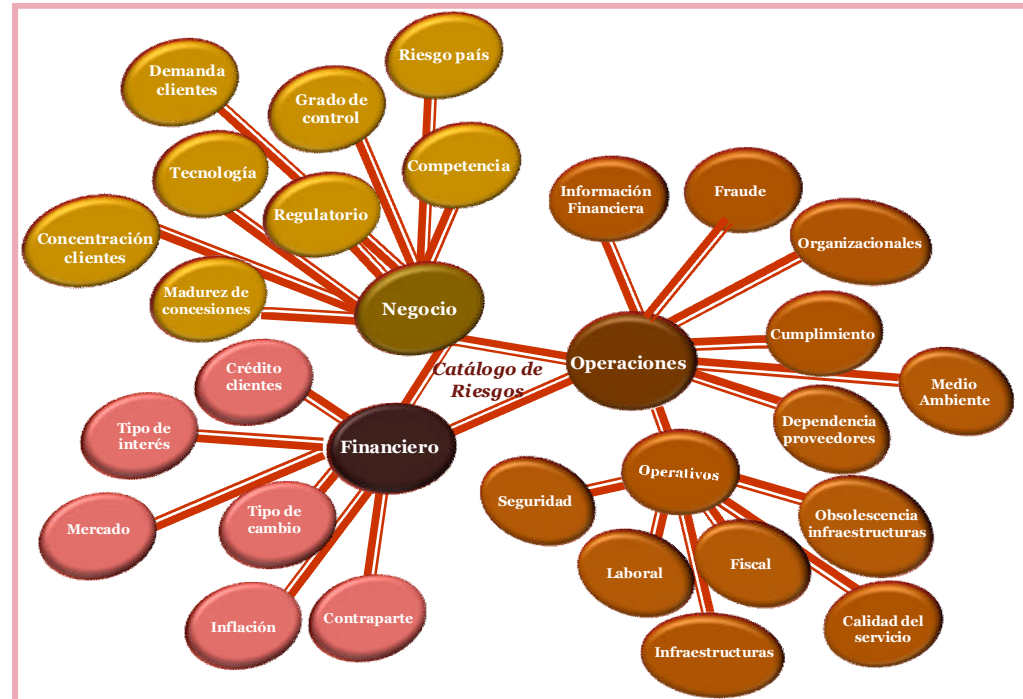 Riesgo país
Demanda
clientes
Grado de
control
Tecnología
Competencia
Regulatorio
Concentración
clientes
Madurez de
concesiones
Negocio
Información
Financiera
Fraude
Organizacionales
Cumplimiento
Operaciones
Medio
Ambiente
Dependencia
proveedores
Catálogo de
Riesgos
Crédito
clientes
Tipo de
interés
Financiero
Mercado
Tipo de
cambio
Inflación
Contraparte
Operativos
Seguridad
Obsolescencia
infraestructuras
Laboral
Fiscal
Calidad del
servicio
Infraestructuras